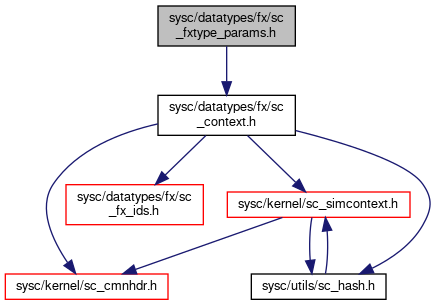 sysc/datatypes/fx/sc
_fxtype_params.h
sysc/datatypes/fx/sc
_context.h
sysc/datatypes/fx/sc
_fx_ids.h
sysc/kernel/sc_simcontext.h
sysc/kernel/sc_cmnhdr.h
sysc/utils/sc_hash.h